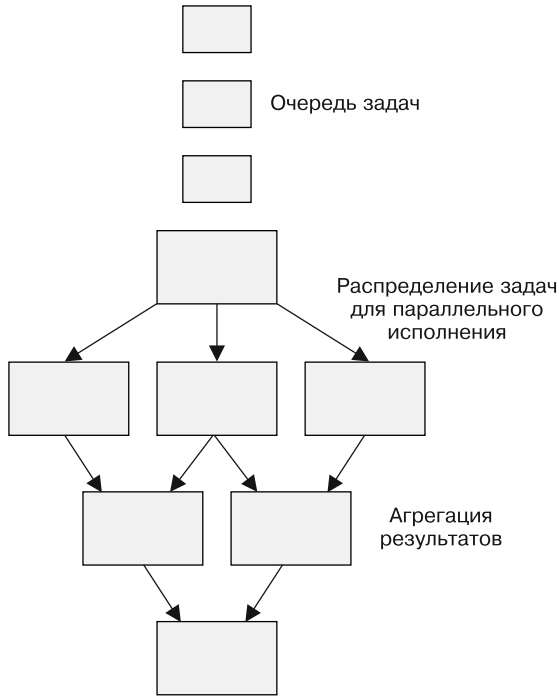 Очередь задач
Распределение задач
для параллельного
исполнения
Агрегация
результатов